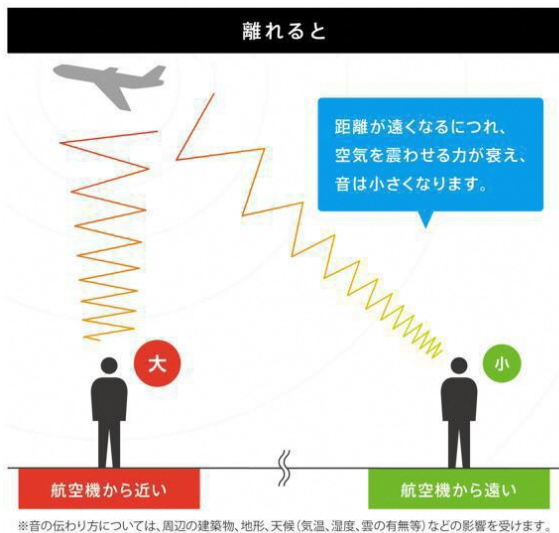 離れると
距離が遠くなるにつれ、
空気を震わせる力が衰え、
音は小さくなります。
大
小
航空機から近い
航空機から遠い
※音の伝わり方については、周辺の建築物、地形、天候(気温、湿度、雲の有無等)などの影響を受けます。